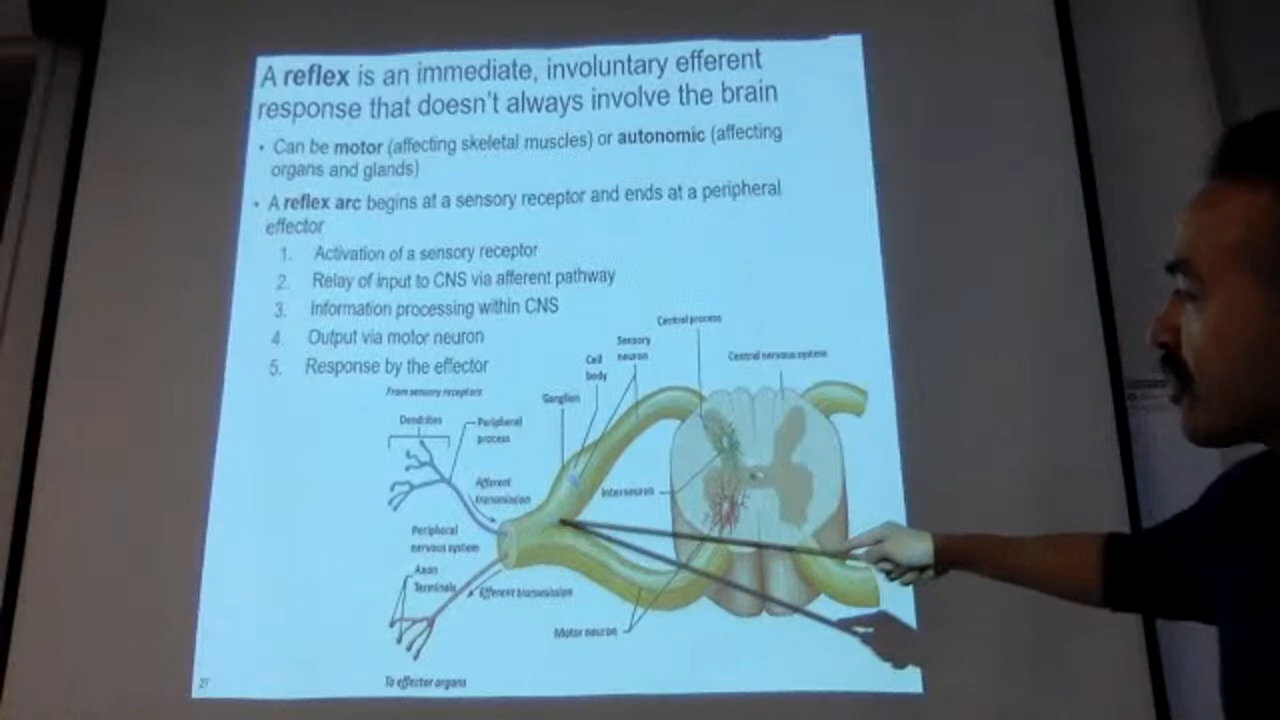 A reflex is an immediate, involuntary efferent
response that doesn't always involve the brain
• Can be motor (affecting skeletal muscles) or autonomic (affecting
organs and glands)
• A reflex arc begins at a sensory receptor and ends at a peripheral
effector
1. Activation of a sensory receptor
2. Relay of input to CNS via afferent pathway
3. Information processing within CNS
4. Output via motor neuron
5. Response by the effector
Central process
Sensory
neuron
Central nervous system
Cell
body
From sensory receptors
Ganglion
Dendrites
Peripheral
process
Afferent
transmission
Interneuron
Peripheral
nervous system
Axon
Terminals
Efferent transmission
Motor neuron
To effector organs